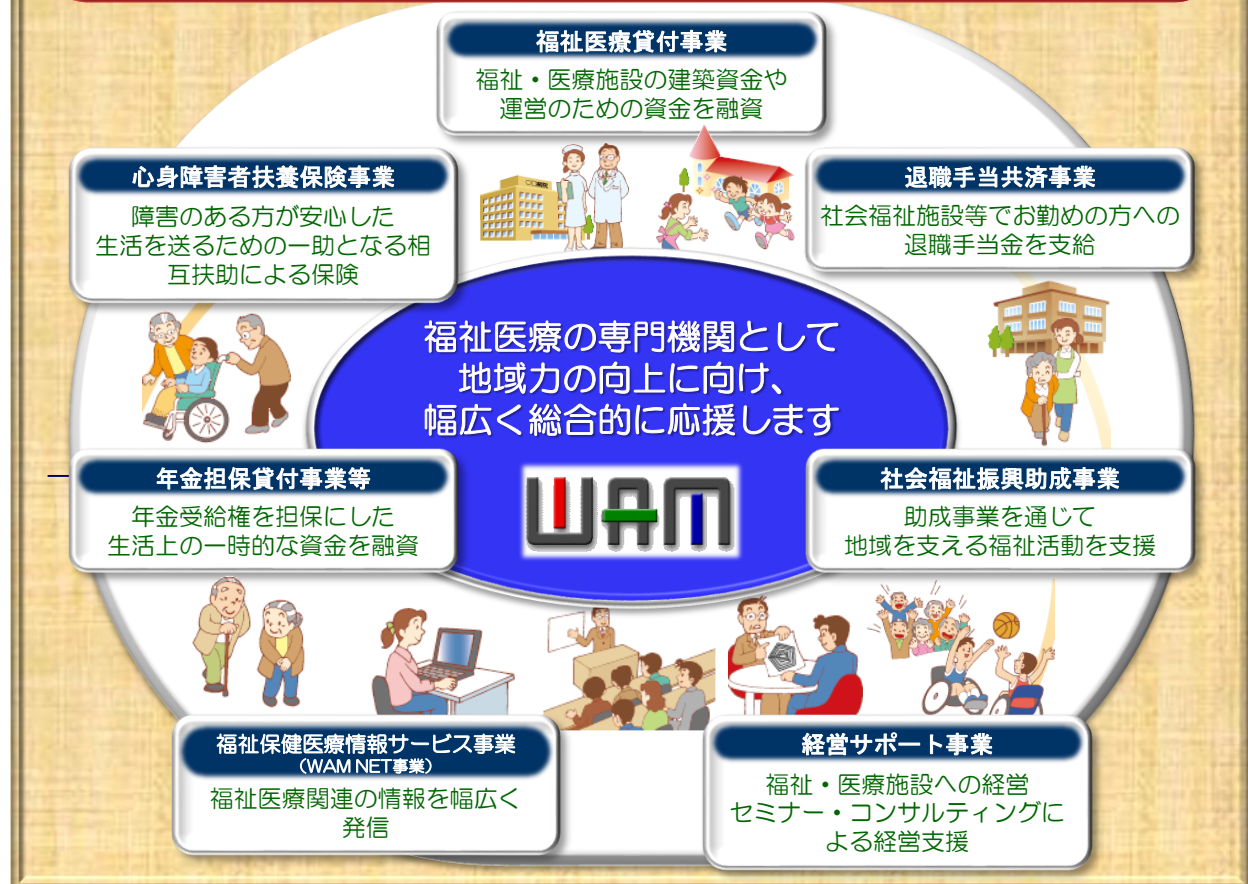 福祉医療貸付事業
福祉・医療施設の建築資金や
運営のための資金を融資
心身障害者扶養保険事業
障害のある方が安心した
生活を送るための一助となる相
互扶助による保険
退職手当共済事業
社会福祉施設等でお勤めの方への
退職手当金を支給
福祉医療の専門機関として
地域力の向上に向け、
幅広く総合的に応援します
WAM
年金担保貸付事業等
年金受給権を担保にした
生活上の一時的な資金を融資
社会福祉振興助成事業
助成事業を通じて
地域を支える福祉活動を支援
福祉保健医療情報サービス事業
(WAM NET事業)
福祉医療関連の情報を幅広く
発信
経営サポート事業
福祉・医療施設への経営
セミナー・コンサルティングに
よる経営支援